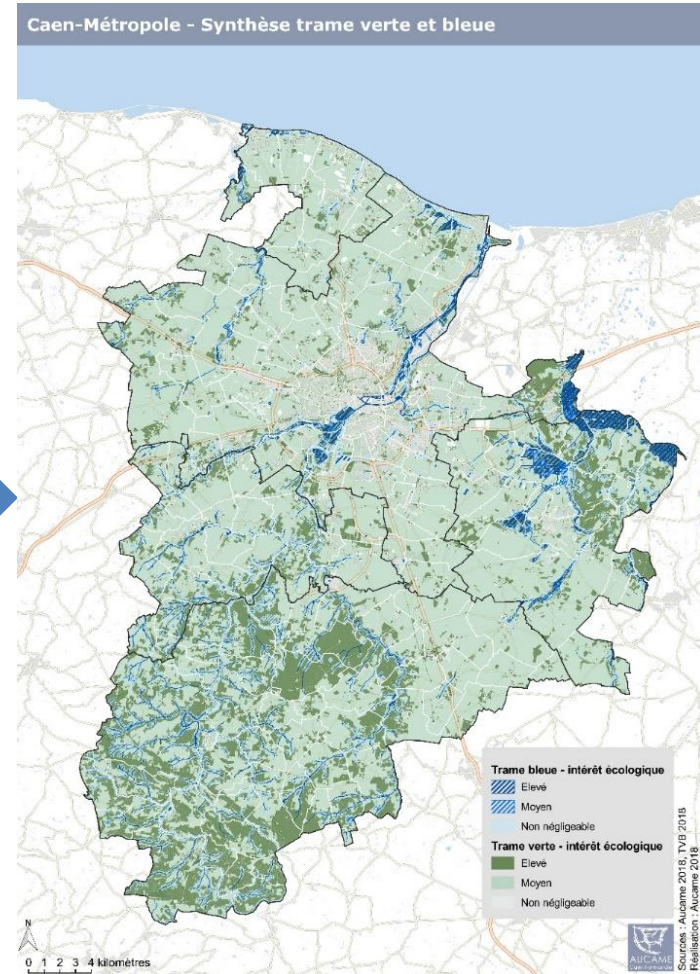 Caen-Métropole - Synthèse trame verte et bleue
Trame bleue - intérêt écologique
Elevé
Moyen
Non négligeable
Trame verte - intérêt écologique
Elevé
Moyen
Non négligeable
Sources : Aucame 2018, TVB 2018
Réalisation : Aucame 2018
N
0 1 2 3 4 kilomètres
AUCAME
Caen Normandie